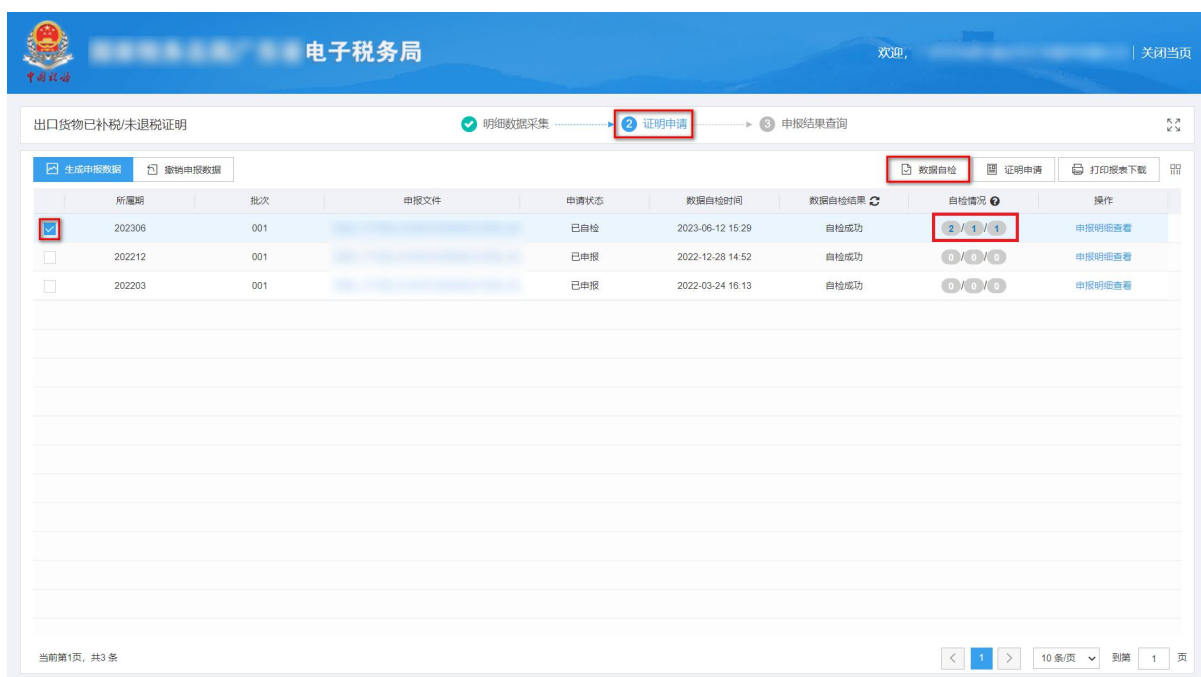 电子税务局
欢迎,
关闭当页
中国税务
出口货物已补税/未退税证明
明细数据采集
2 证明申请
3 申报结果查询
生成申报数据
撤销申报数据
数据自检
证明申请
打印报表下载
所属期 批次 申报文件 申请状态 数据自检时间 数据自检结果 自检情况 操作
202306 001 已自检 2023-06-12 15:29 自检成功 2/1/1 申报明细查看
202212 001 已申报 2022-12-28 14:52 自检成功 0/0/0 申报明细查看
202203 001 已申报 2022-03-24 16:13 自检成功 0/0/0 申报明细查看
当前第1页，共3 条
1 10 条/页 到第 1 页